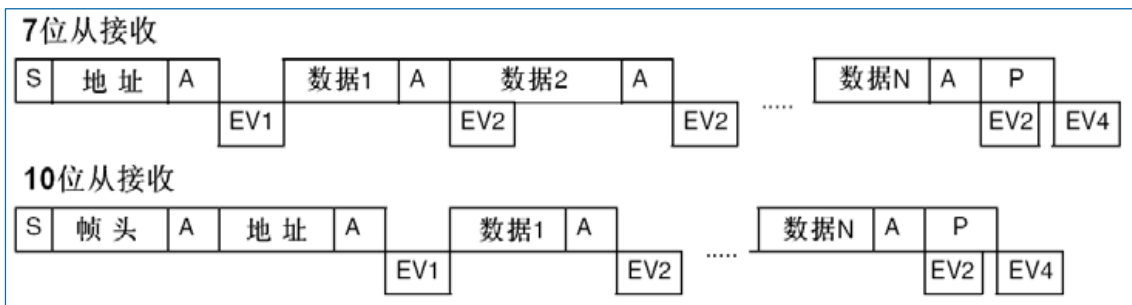 7位从接收
S 地址 A 数据1 A 数据2 A ..... 数据N A P
EV1 EV2 EV2 EV2 EV4
10位从接收
S 帧头 A 地址 A 数据1 A ..... 数据N A P
EV1 EV2 EV2 EV4